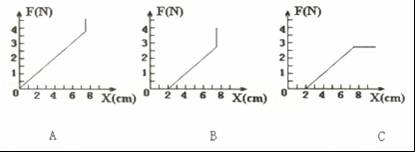 F(N) F(N) F(N)
4 4 4
3 3 3
2 2 2
1 1 1
0 2 4 6 8 0 2 4 6 8 0 2 4 6 8
X(cm) X(cm) X(cm)
A B C